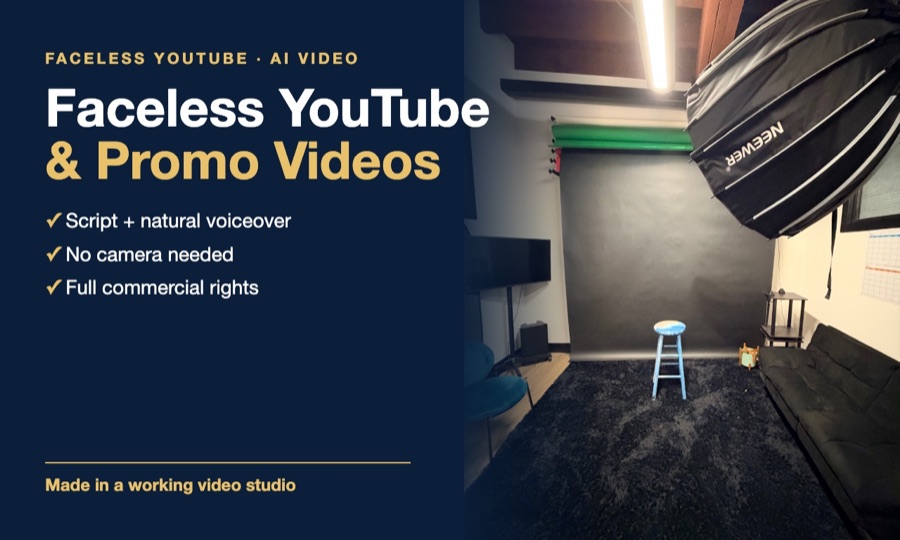 FACELESS YOUTUBE · AI VIDEO
Faceless YouTube
& Promo Videos
✓ Script + natural voiceover
✓ No camera needed
✓ Full commercial rights
Made in a working video studio
NEEWER